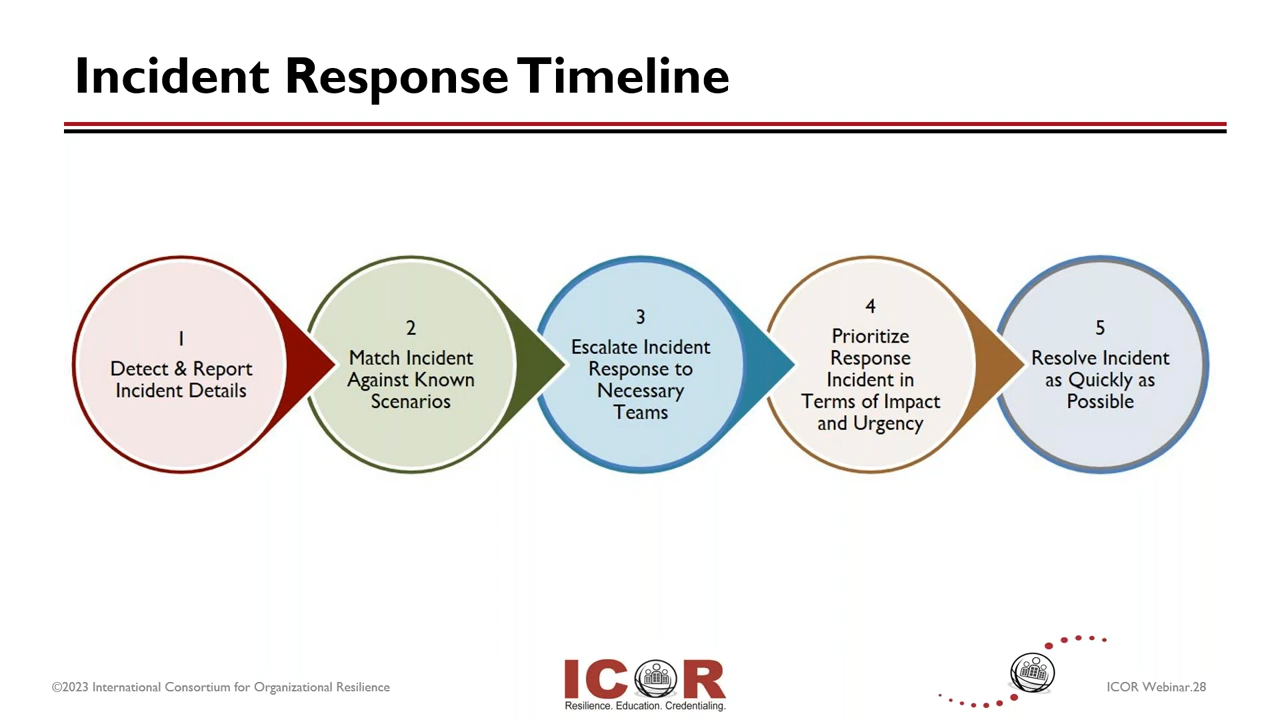 Incident Response Timeline
1
Detect & Report
Incident Details
2
Match Incident
Against Known
Scenarios
3
Escalate Incident
Response to
Necessary
Teams
4
Prioritize
Response
Incident in
Terms of Impact
and Urgency
5
Resolve Incident
as Quickly as
Possible
©2023 International Consortium for Organizational Resilience
ICOR
Resilience. Education. Credentialing.
ICOR Webinar.28